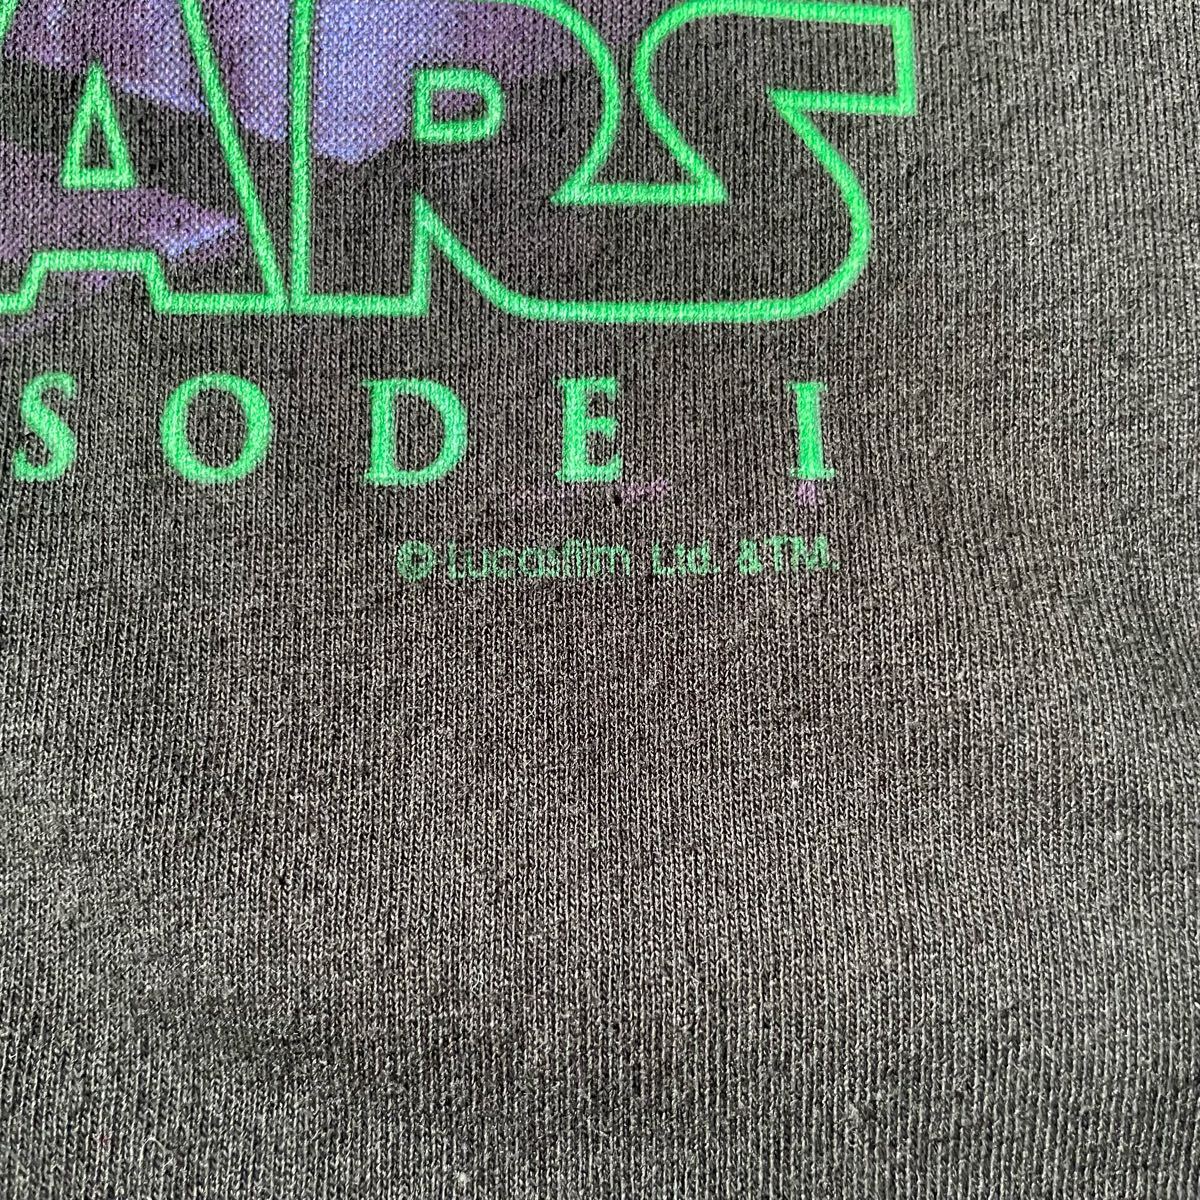 ARS
SODE I
© Lucasfilm Ltd. & TM.